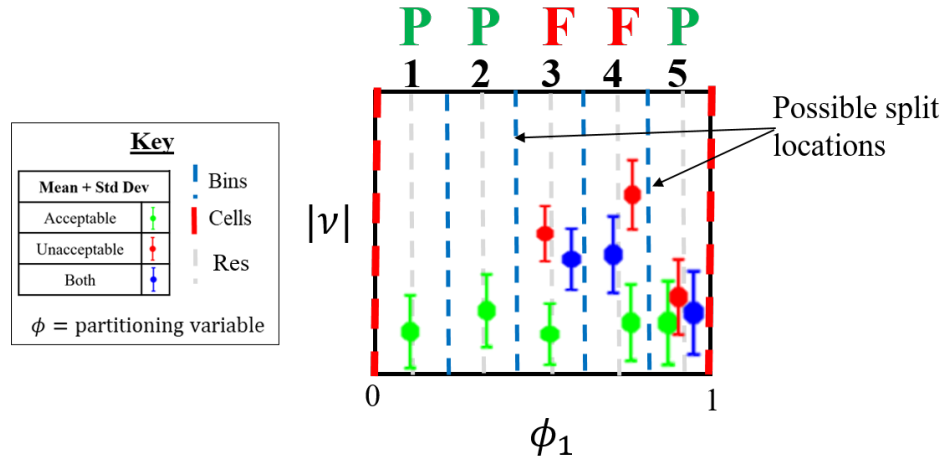 P P F F P
1 2 3 4 5
Possible split
locations
Key
Mean + Std Dev
Acceptable
Unacceptable
Both
Bins
Cells
Res
ϕ = partitioning variable
|ν|
0 1
ϕ₁